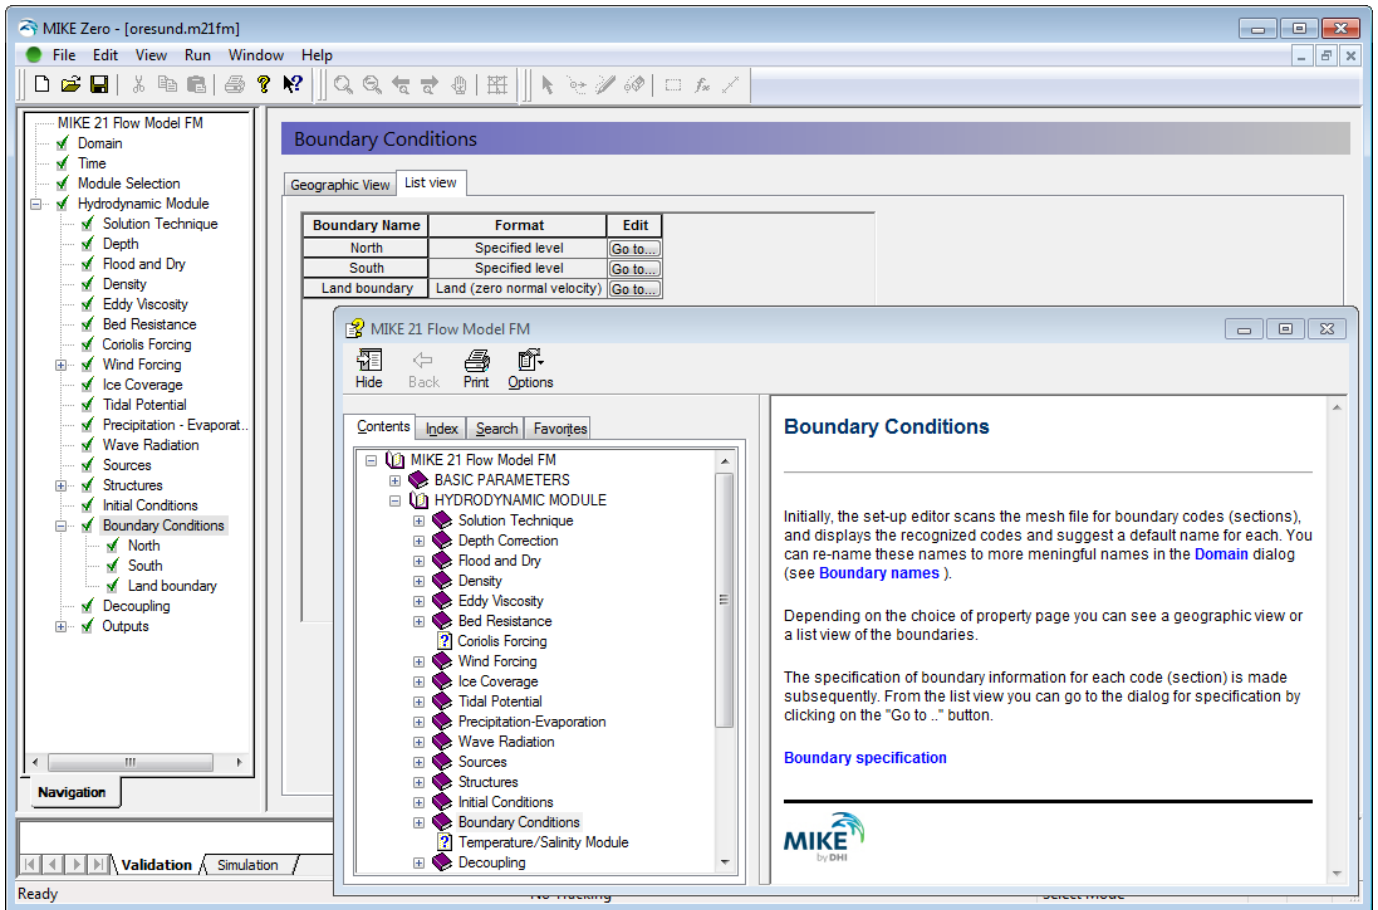 MIKE Zero - [oresund.m21fm]
File Edit View Run Window Help
MIKE 21 Flow Model FM
Domain
Time
Module Selection
Hydrodynamic Module
Solution Technique
Depth
Flood and Dry
Density
Eddy Viscosity
Bed Resistance
Coriolis Forcing
Wind Forcing
Ice Coverage
Tidal Potential
Precipitation - Evaporat..
Wave Radiation
Sources
Structures
Initial Conditions
Boundary Conditions
North
South
Land boundary
Decoupling
Outputs
Navigation
Boundary Conditions
Geographic View List view
Boundary Name Format Edit
North Specified level Go to...
South Specified level Go to...
Land boundary Land (zero normal velocity) Go to...
MIKE 21 Flow Model FM
Hide Back Print Options
Contents Index Search Favorites
MIKE 21 Flow Model FM
BASIC PARAMETERS
HYDRODYNAMIC MODULE
Solution Technique
Depth Correction
Flood and Dry
Density
Eddy Viscosity
Bed Resistance
Coriolis Forcing
Wind Forcing
Ice Coverage
Tidal Potential
Precipitation-Evaporation
Wave Radiation
Sources
Structures
Initial Conditions
Boundary Conditions
Temperature/Salinity Module
Decoupling
Boundary Conditions
Initially, the set-up editor scans the mesh file for boundary codes (sections),
and displays the recognized codes and suggest a default name for each. You
can re-name these names to more meaningful names in the Domain dialog
(see Boundary names ).
Depending on the choice of property page you can see a geographic view or
a list view of the boundaries.
The specification of boundary information for each code (section) is made
subsequently. From the list view you can go to the dialog for specification by
clicking on the "Go to .." button.
Boundary specification
MIKE
by DHI
Validation Simulation
Ready No Tracking Select Mode